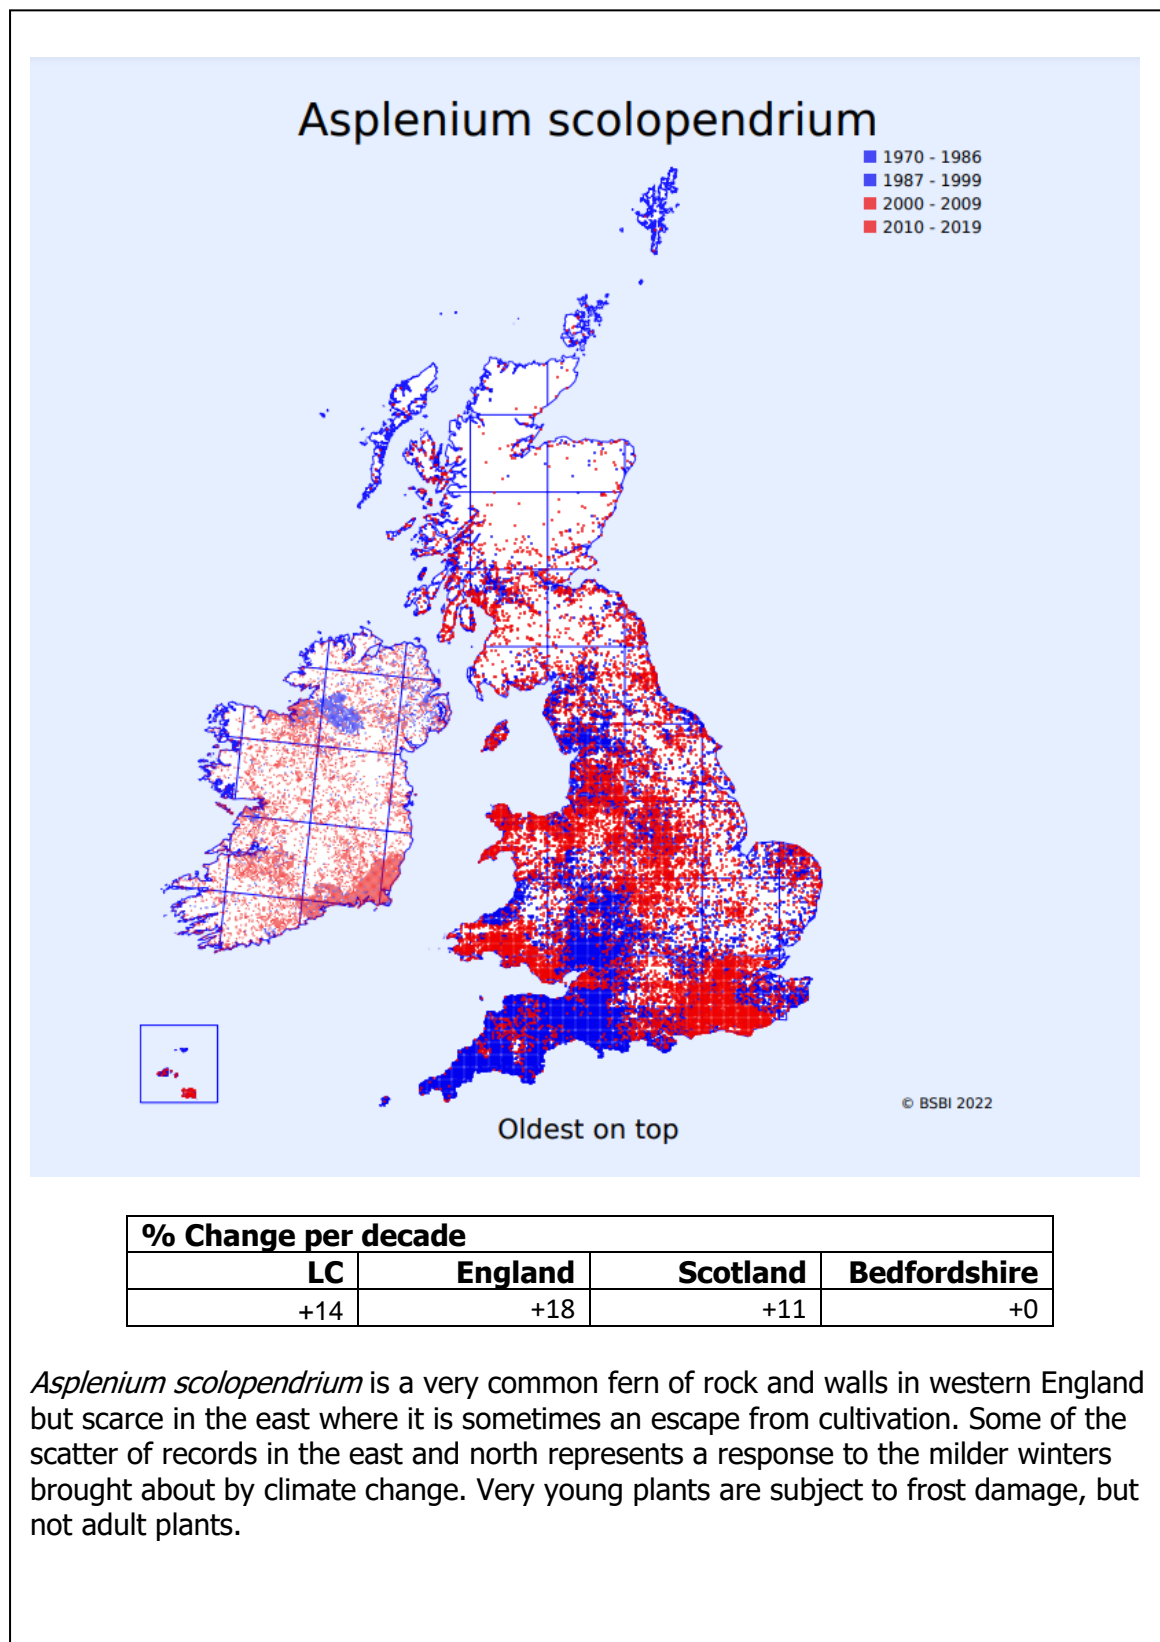 Asplenium scolopendrium
1970 - 1986
1987 - 1999
2000 - 2009
2010 - 2019
© BSBI 2022
Oldest on top
% Change per decade
LC England Scotland Bedfordshire
+14 +18 +11 +0
Asplenium scolopendrium is a very common fern of rock and walls in western England
but scarce in the east where it is sometimes an escape from cultivation. Some of the
scatter of records in the east and north represents a response to the milder winters
brought about by climate change. Very young plants are subject to frost damage, but
not adult plants.